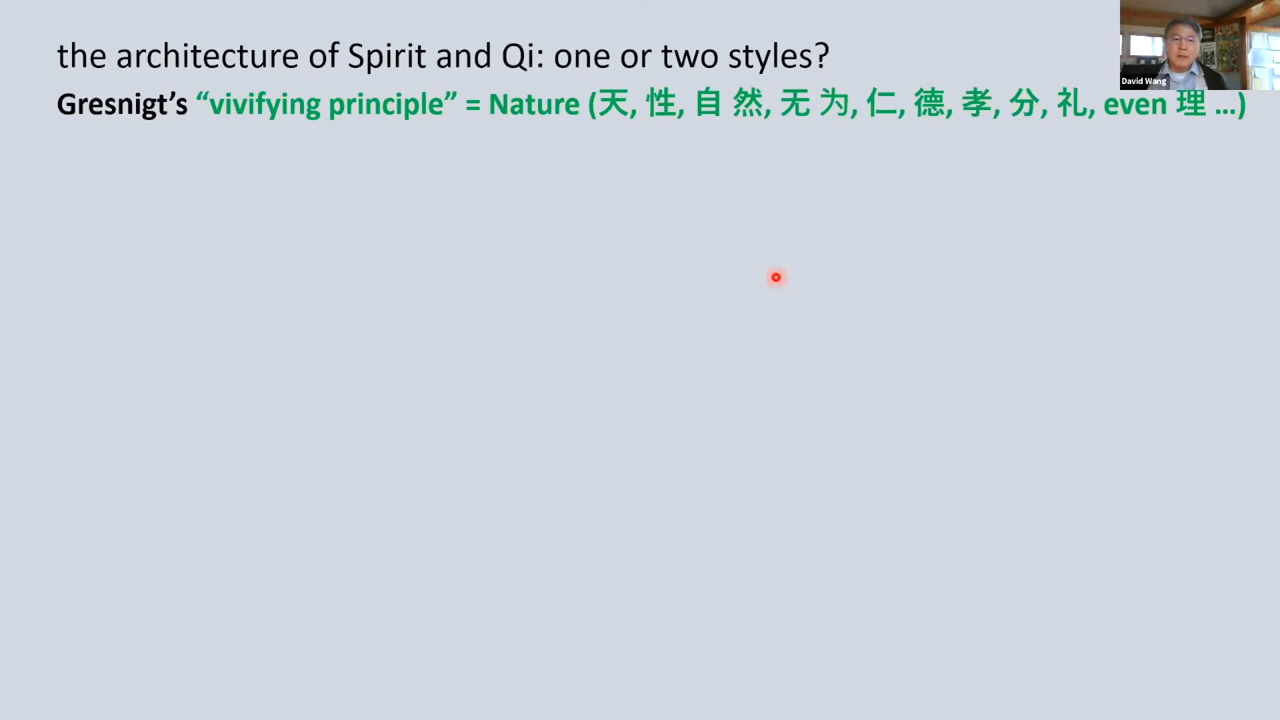 the architecture of Spirit and Qi: one or two styles?
David Wang
Gresnigt’s “vivifying principle” = Nature (天, 性, 自 然, 无 为, 仁, 德, 孝, 分, 礼, even 理 …)